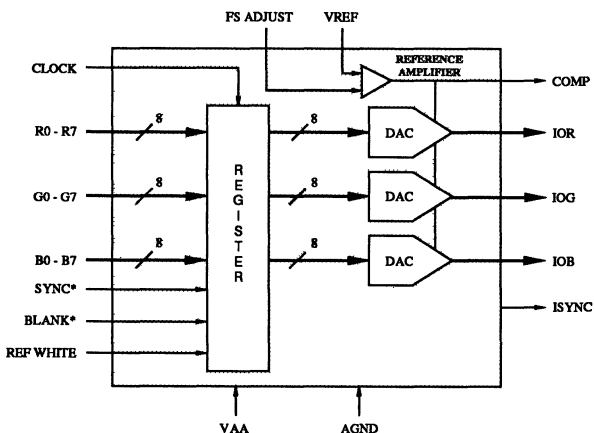 FS ADJUST
VREF
REFERENCE
AMPLIFIER
CLOCK
COMP
R0 - R7
8
8
DAC
IOR
G0 - G7
8
8
DAC
IOG
B0 - B7
8
8
DAC
IOB
REGISTER
SYNC*
ISYNC
BLANK*
REF WHITE
VAA
AGND